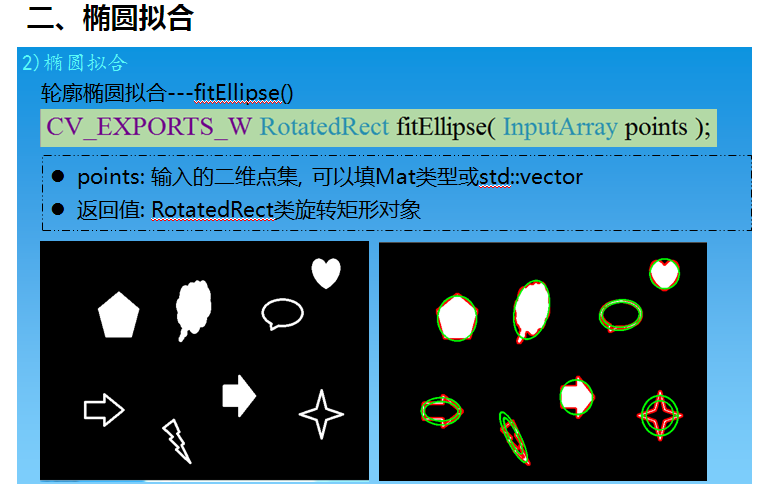 二、椭圆拟合
2)椭圆拟合
轮廓椭圆拟合---fitEllipse()
CV_EXPORTS_W RotatedRect fitEllipse( InputArray points );
● points: 输入的二维点集, 可以填Mat类型或std::vector
● 返回值: RotatedRect类旋转矩形对象